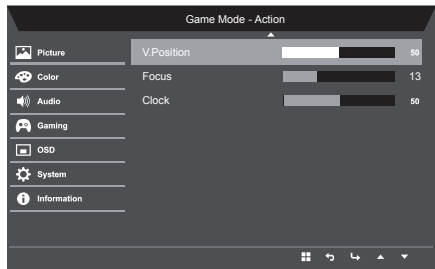 Game Mode - Action
Picture
Color
Audio
Gaming
OSD
System
Information
V.Position 50
Focus 13
Clock 50